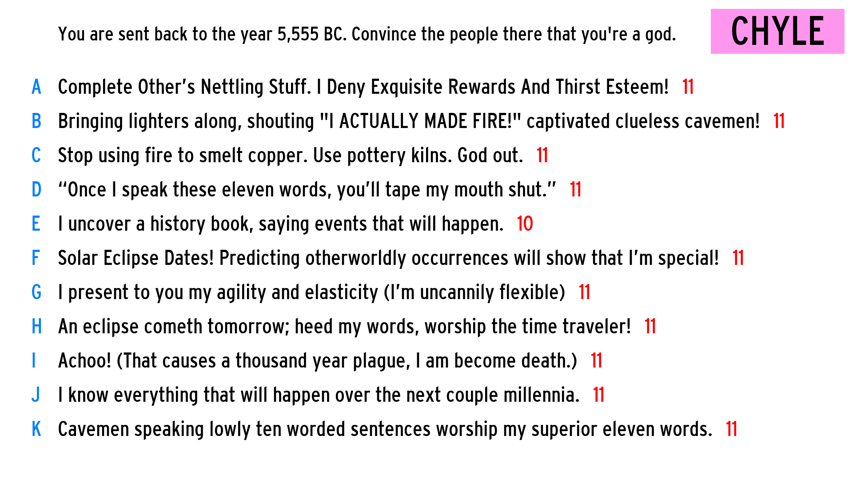 You are sent back to the year 5,555 BC. Convince the people there that you're a god.
CHYLE
A Complete Other's Nettling Stuff. I Deny Exquisite Rewards And Thirst Esteem! 11
B Bringing lighters along, shouting "I ACTUALLY MADE FIRE!" captivated clueless cavemen! 11
C Stop using fire to smelt copper. Use pottery kilns. God out. 11
D “Once I speak these eleven words, you'll tape my mouth shut.” 11
E I uncover a history book, saying events that will happen. 10
F Solar Eclipse Dates! Predicting otherworldly occurrences will show that I'm special! 11
G I present to you my agility and elasticity (I'm uncannily flexible) 11
H An eclipse cometh tomorrow; heed my words, worship the time traveler! 11
I Achoo! (That causes a thousand year plague, I am become death.) 11
J I know everything that will happen over the next couple millennia. 11
K Cavemen speaking lowly ten worded sentences worship my superior eleven words. 11